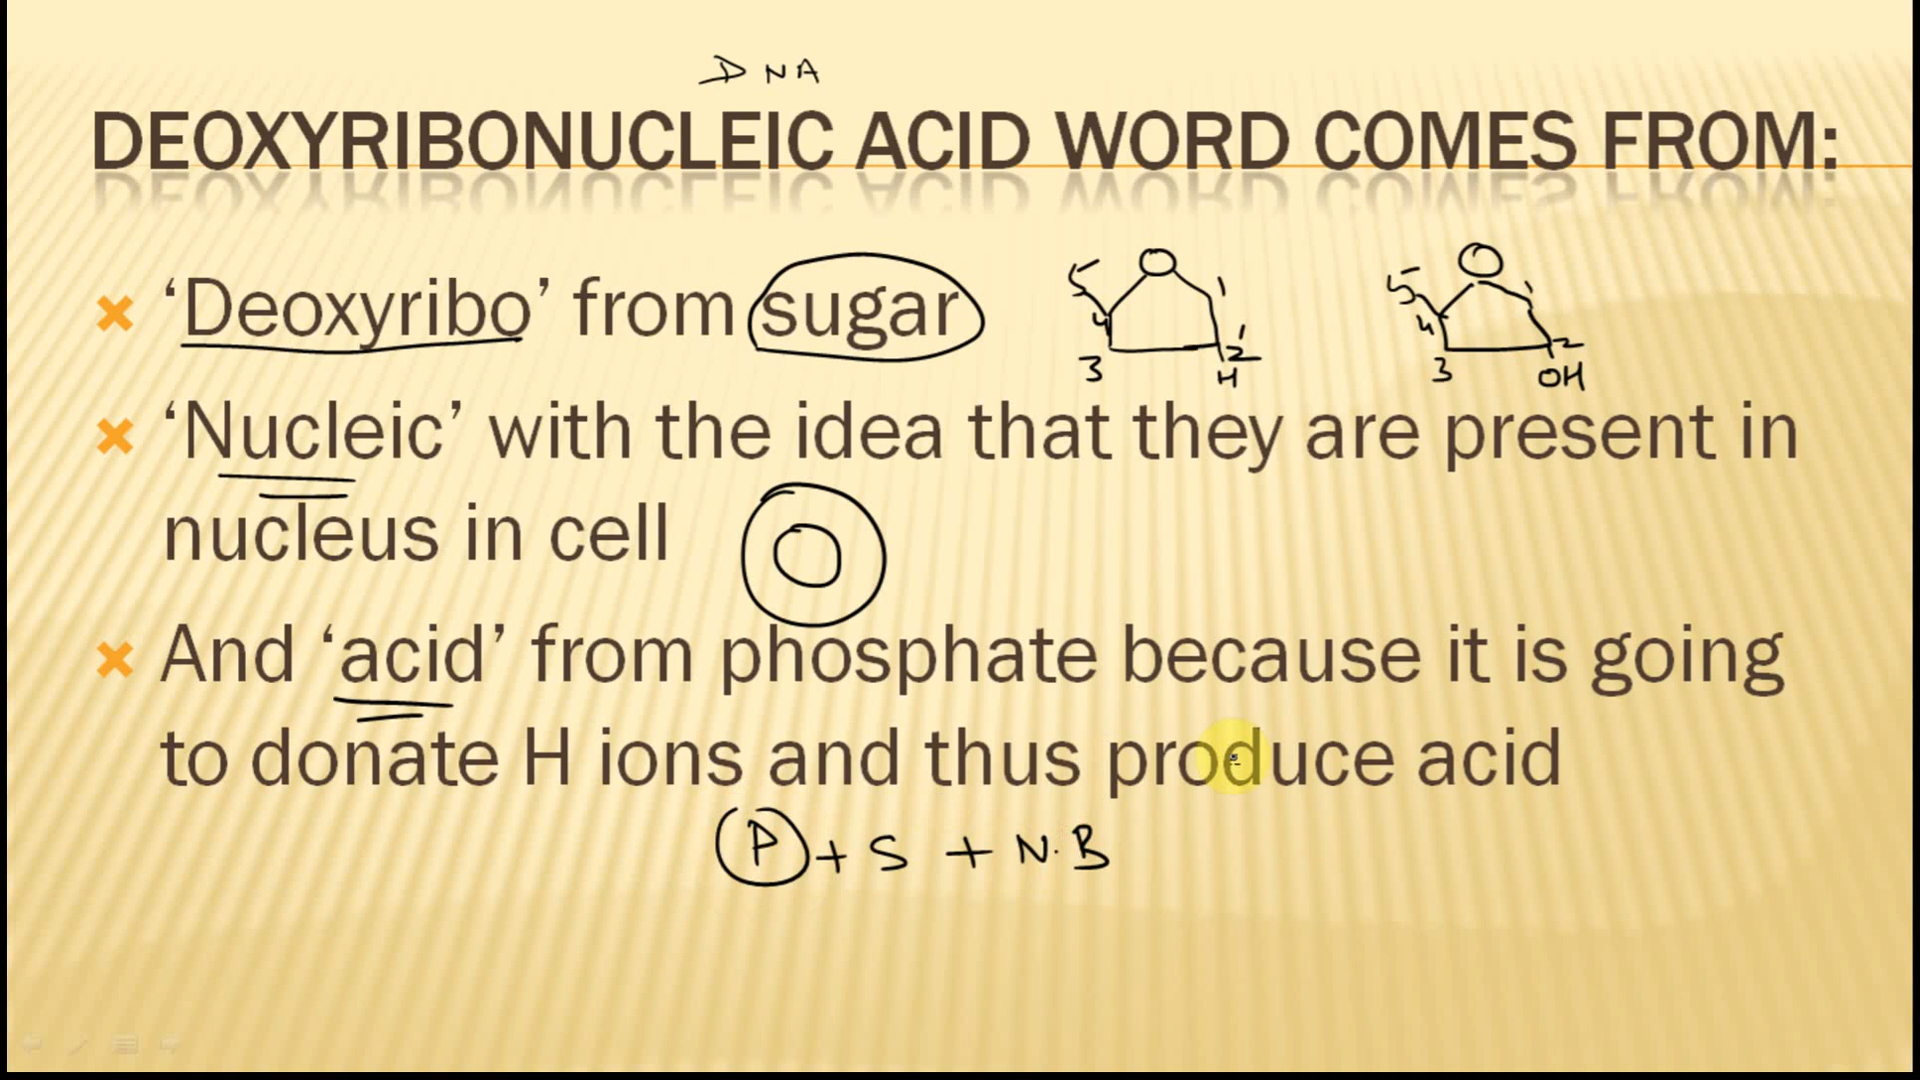 DNA
DEOXYRIBONUCLEIC ACID WORD COMES FROM:
‘Deoxyribo’ from sugar
5 4 3 2' 1' H
5 4 3 2 1 OH
‘Nucleic’ with the idea that they are present in
nucleus in cell
And ‘acid’ from phosphate because it is going
to donate H ions and thus produce acid
P + S + N.B